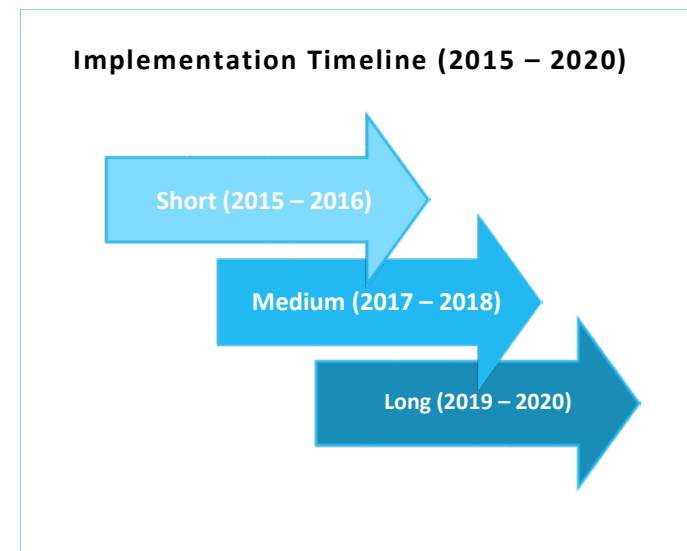 Implementation Timeline (2015 – 2020)
Short (2015 – 2016)
Medium (2017 – 2018)
Long (2019 – 2020)